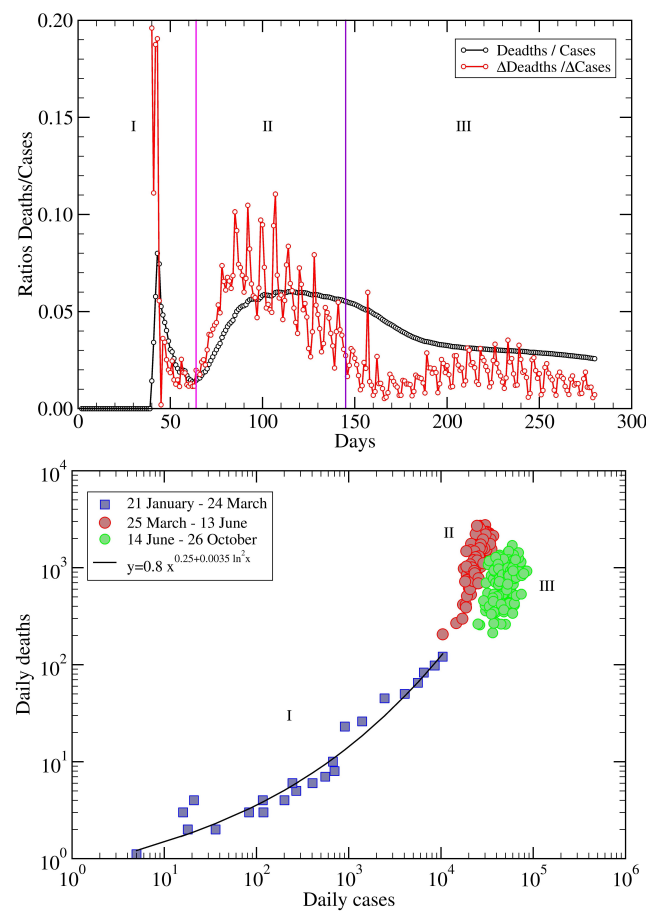 0.20
0.15
0.10
0.05
0.00
Ratios Deaths/Cases
I
II
III
Deadths / Cases
ΔDeadths /ΔCases
0 50 100 150 200 250 300
Days
10^4
10^3
10^2
10^1
10^0
Daily deaths
21 January - 24 March
25 March - 13 June
14 June - 26 October
y=0.8 x^{0.25+0.0035 ln^2 x}
I
II
III
10^0 10^1 10^2 10^3 10^4 10^5 10^6
Daily cases